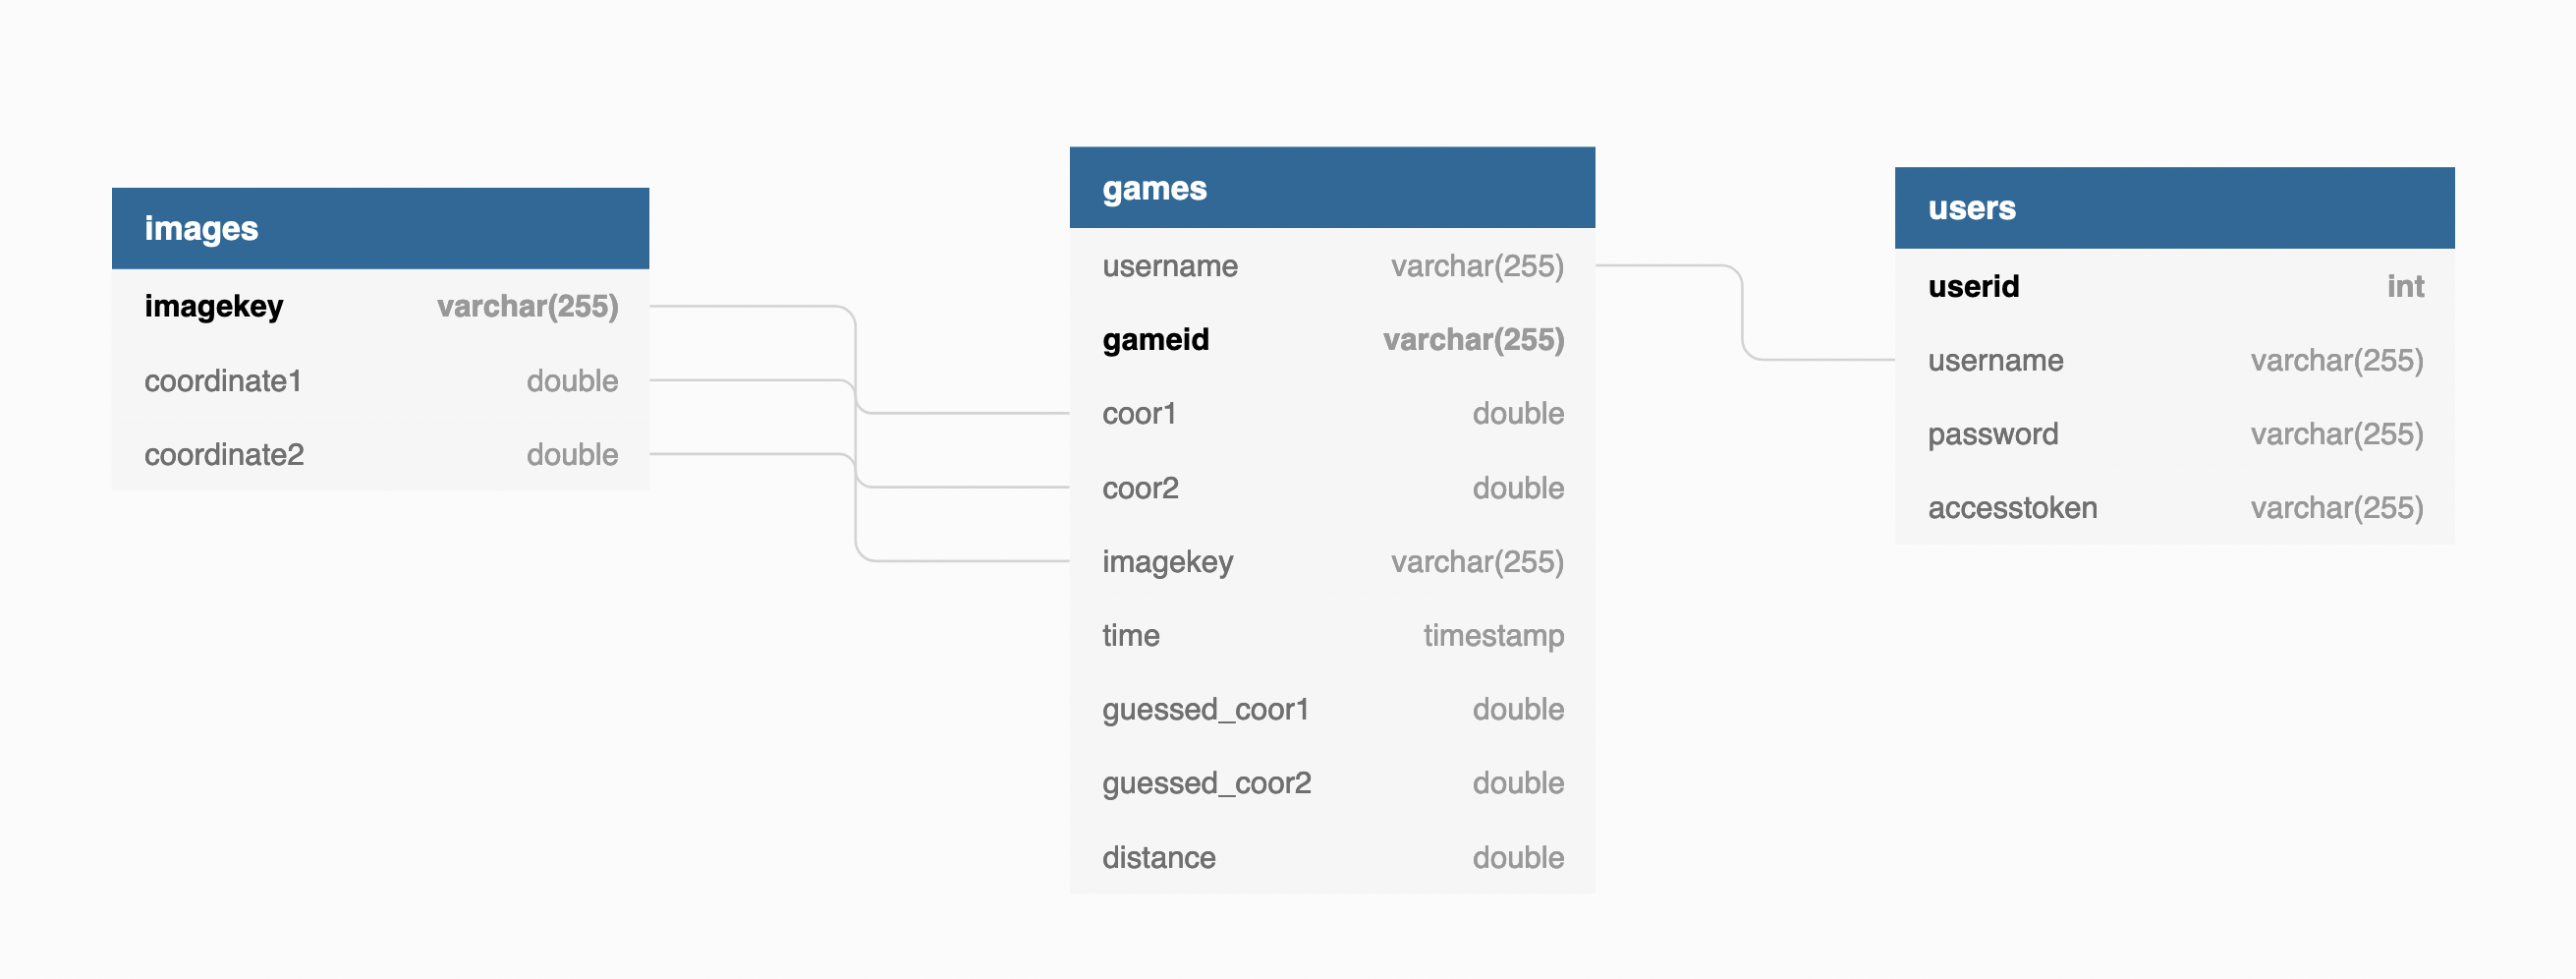 images
imagekey varchar(255)
coordinate1 double
coordinate2 double
games
username varchar(255)
gameid varchar(255)
coor1 double
coor2 double
imagekey varchar(255)
time timestamp
guessed_coor1 double
guessed_coor2 double
distance double
users
userid int
username varchar(255)
password varchar(255)
accesstoken varchar(255)